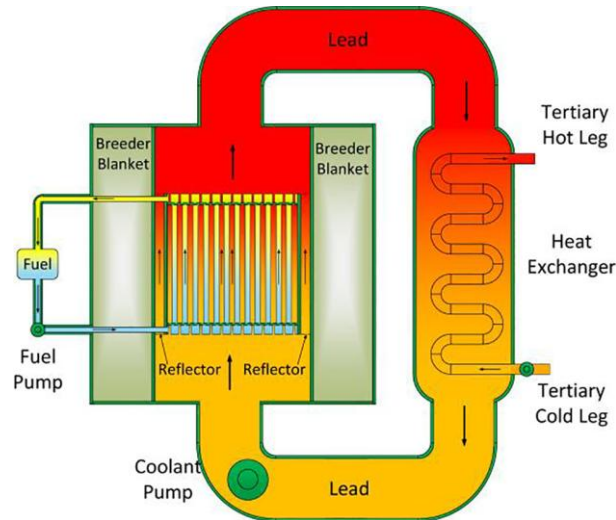 Lead
Breeder
Blanket
Breeder
Blanket
Tertiary
Hot Leg
Fuel
Heat
Exchanger
Fuel
Pump
Reflector
Reflector
Tertiary
Cold Leg
Coolant
Pump
Lead